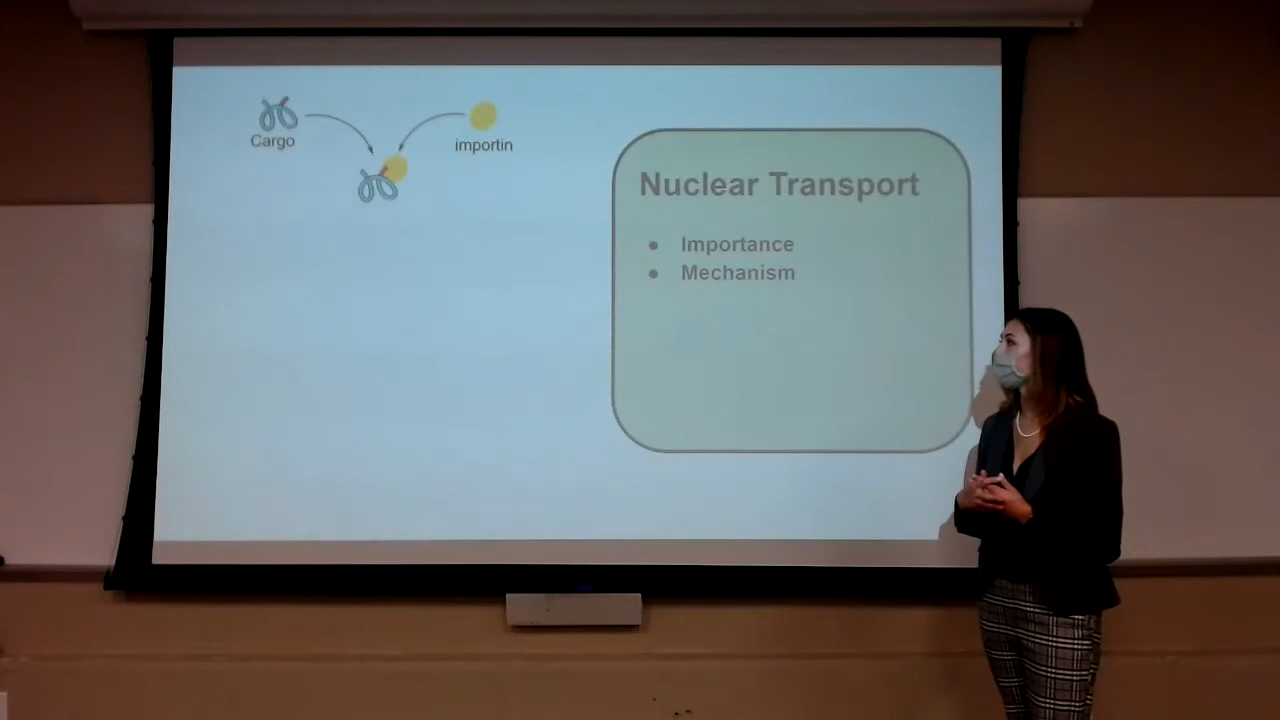 Cargo
importin
Nuclear Transport
● Importance
● Mechanism